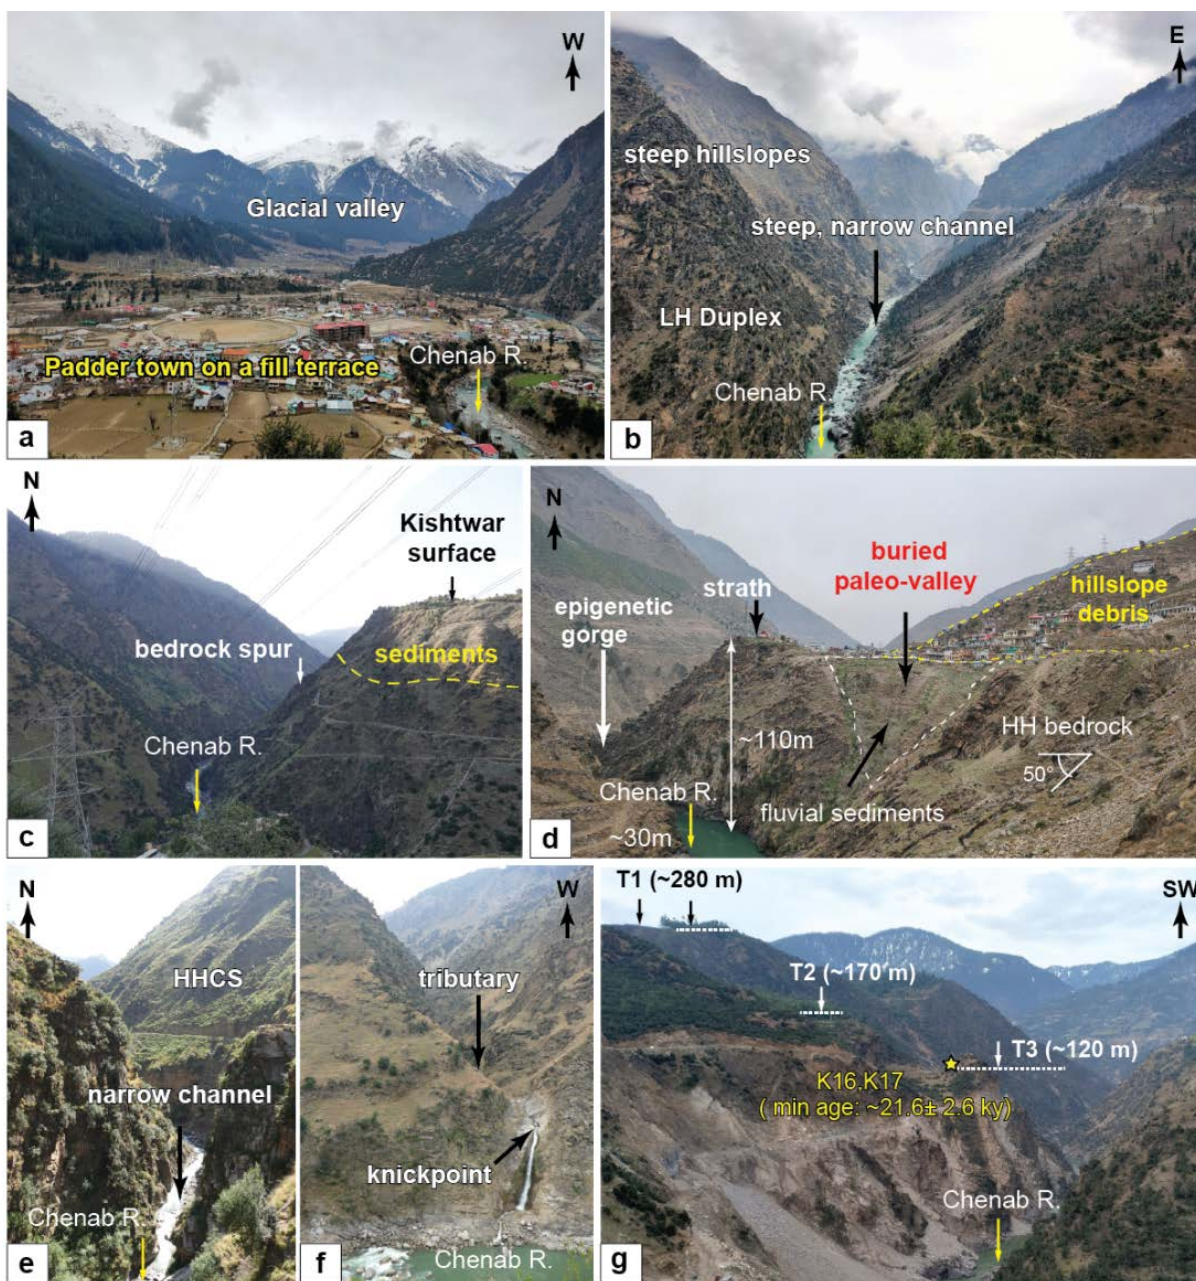 W
Glacial valley
Padder town on a fill terrace
Chenab R.
a
E
steep hillslopes
steep, narrow channel
LH Duplex
Chenab R.
b
N
Kishtwar
surface
bedrock spur
sediments
Chenab R.
c
N
buried
paleo-valley
strath
hillslope
debris
epigenetic
gorge
~110m
HH bedrock
50°
Chenab R.
fluvial sediments
~30m
d
N
HHCS
narrow channel
Chenab R.
e
W
tributary
knickpoint
Chenab R.
f
T1 (~280 m)
SW
T2 (~170 m)
T3 (~120 m)
K16,K17
( min age: ~21.6± 2.6 ky)
Chenab R.
g